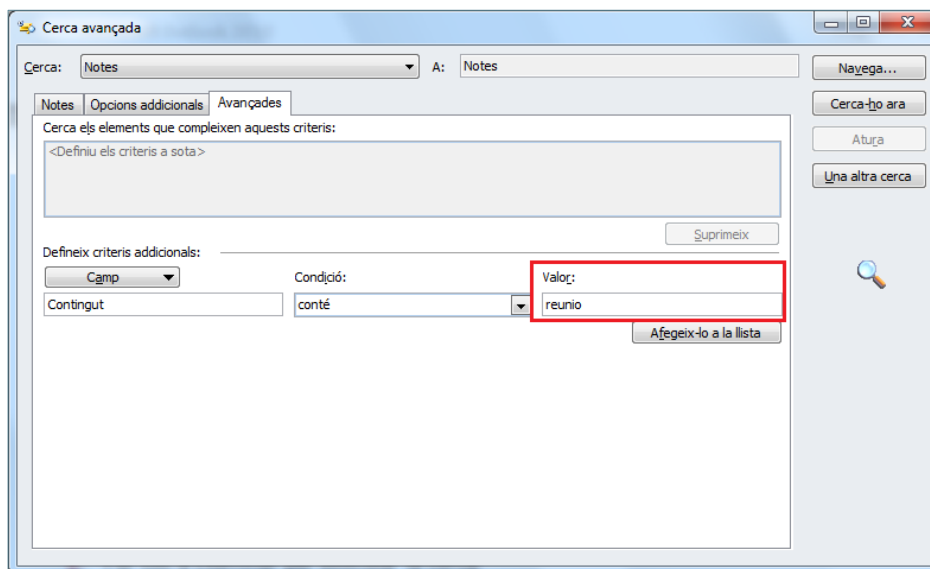 Cerca avançada
Cerca: Notes A: Notes Navega...
Notes Opcions addicionals Avançades Cerca-ho ara
Cerca els elements que compleixen aquests criteris:
<Definiu els criteris a sota> Atura
Una altra cerca
Suprimeix
Defineix criteris addicionals:
Camp Condició: Valor:
Contingut conté reunio
Afegeix-lo a la llista